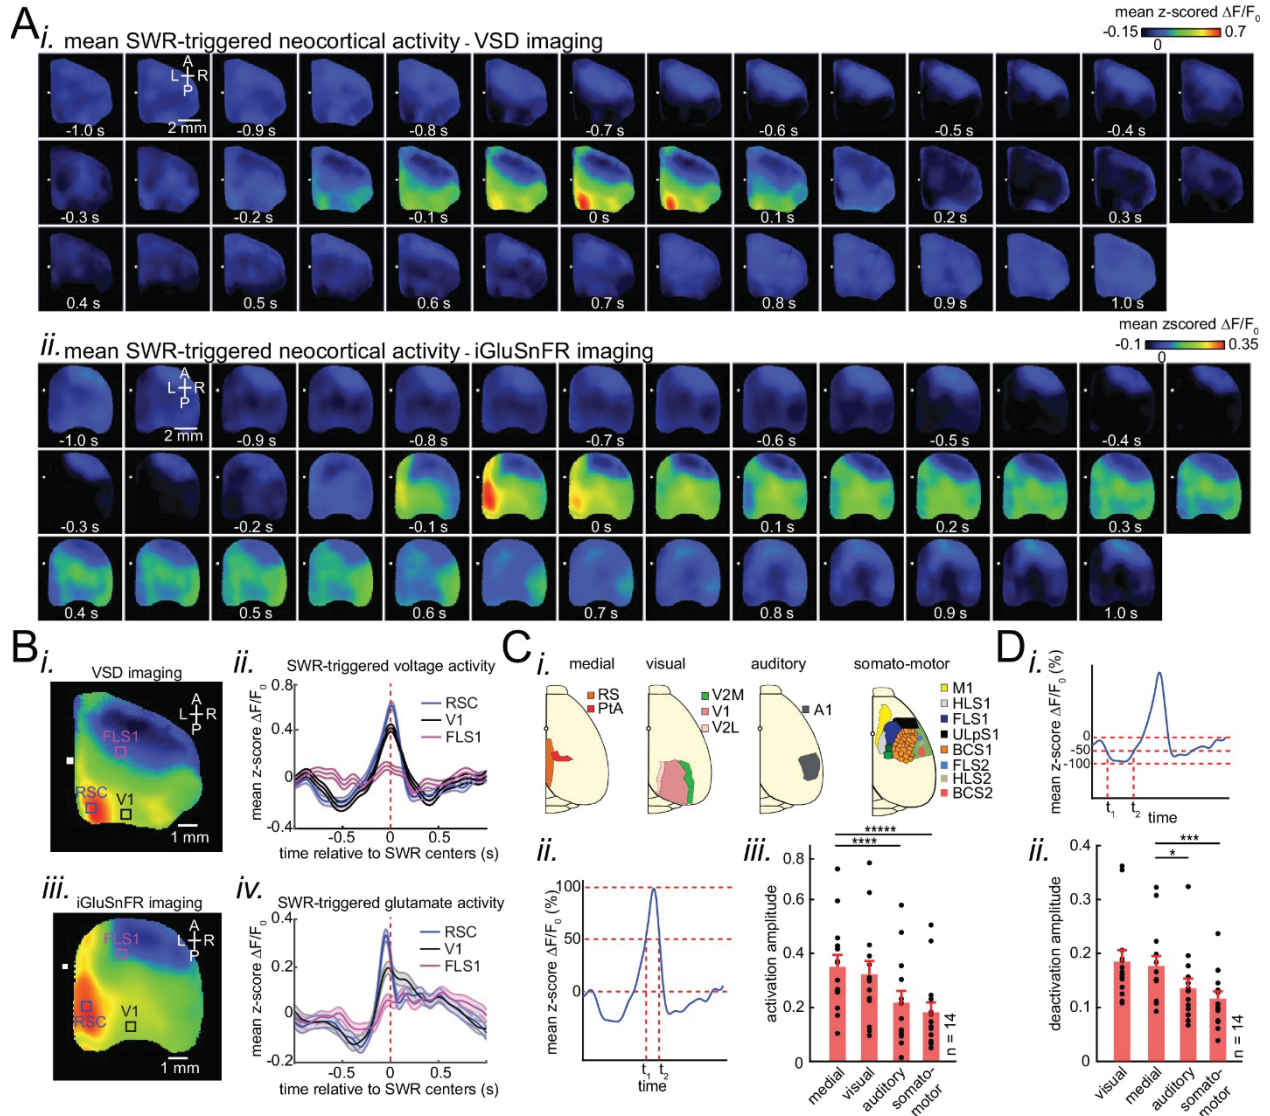 A
i. mean SWR-triggered neocortical activity - VSD imaging
mean z-scored ΔF/F0
-0.15 0.7
0
A
L R
P
2 mm
-1.0 s -0.9 s -0.8 s -0.7 s -0.6 s -0.5 s -0.4 s
-0.3 s -0.2 s -0.1 s 0 s 0.1 s 0.2 s 0.3 s
0.4 s 0.5 s 0.6 s 0.7 s 0.8 s 0.9 s 1.0 s
ii. mean SWR-triggered neocortical activity - iGluSnFR imaging
mean zscored ΔF/F0
-0.1 0.35
0
A
L R
P
2 mm
-1.0 s -0.9 s -0.8 s -0.7 s -0.6 s -0.5 s -0.4 s
-0.3 s -0.2 s -0.1 s 0 s 0.1 s 0.2 s 0.3 s
0.4 s 0.5 s 0.6 s 0.7 s 0.8 s 0.9 s 1.0 s
B
i.
VSD imaging
A
L R
P
FLS1
RSC
V1
1 mm
ii.
SWR-triggered voltage activity
mean z-score ΔF/F0
0.8
0.4
0
-0.4
RSC
V1
FLS1
-0.5 0 0.5
time relative to SWR centers (s)
iii.
iGluSnFR imaging
A
L R
P
FLS1
RSC
V1
1 mm
iv.
SWR-triggered glutamate activity
mean z-score ΔF/F0
0.4
0.2
0
-0.2
RSC
V1
FLS1
-0.5 0 0.5
time relative to SWR centers (s)
C
i.
medial
RS
PtA
visual
V2M
V1
V2L
auditory
A1
somato-motor
M1
HLS1
FLS1
ULpS1
BCS1
FLS2
HLS2
BCS2
ii.
mean z-score ΔF/F0 (%)
100
50
0
t1 t2
time
iii.
activation amplitude
0.8
0.6
0.4
0.2
0
*****
****
medial
visual
auditory
somato-
motor
n = 14
D
i.
mean z-score ΔF/F0 (%)
0
-50
-100
t1 t2
time
ii.
deactivation amplitude
0.4
0.3
0.2
0.1
0
***
*
visual
medial
auditory
somato-
motor
n = 14